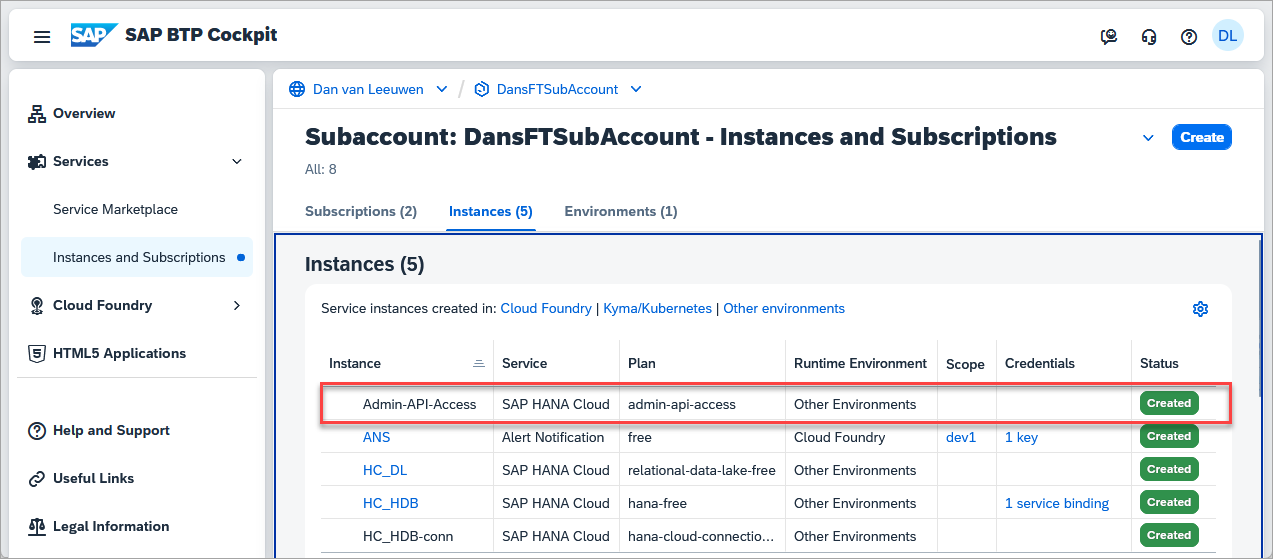 SAP SAP BTP Cockpit
DL
Overview
Services
Service Marketplace
Instances and Subscriptions
Cloud Foundry
HTML5 Applications
Help and Support
Useful Links
Legal Information
Dan van Leeuwen / DansFTSubAccount
Subaccount: DansFTSubAccount - Instances and Subscriptions
Create
All: 8
Subscriptions (2) Instances (5) Environments (1)
Instances (5)
Service instances created in: Cloud Foundry | Kyma/Kubernetes | Other environments
Instance Service Plan Runtime Environment Scope Credentials Status
Admin-API-Access SAP HANA Cloud admin-api-access Other Environments Created
ANS Alert Notification free Cloud Foundry dev1 1 key Created
HC_DL SAP HANA Cloud relational-data-lake-free Other Environments Created
HC_HDB SAP HANA Cloud hana-free Other Environments 1 service binding Created
HC_HDB-conn SAP HANA Cloud hana-cloud-connectio... Other Environments Created